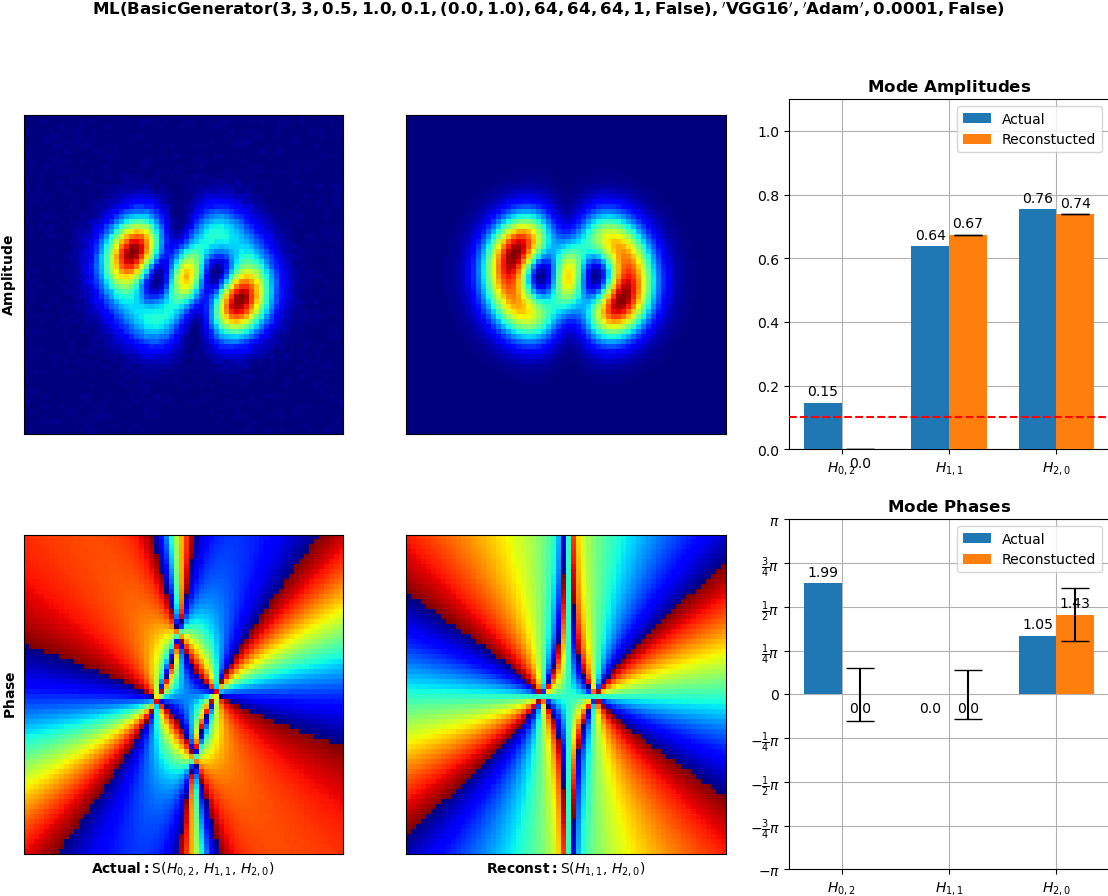 ML(BasicGenerator(3, 3, 0.5, 1.0, 0.1, (0.0, 1.0), 64, 64, 64, 1, False), ′VGG16′, ′Adam′, 0.0001, False)
Amplitude
Mode Amplitudes
Actual
Reconstucted
1.0
0.8
0.6
0.4
0.2
0.0
0.15
0.0
0.64
0.67
0.76
0.74
H0,2
H1,1
H2,0
Phase
Actual: S(H0,2, H1,1, H2,0)
Reconst: S(H1,1, H2,0)
Mode Phases
Actual
Reconstucted
π
3/4π
1/2π
1/4π
0
−1/4π
−1/2π
−3/4π
−π
1.99
0.0
0.0
0.0
1.05
1.43
H0,2
H1,1
H2,0